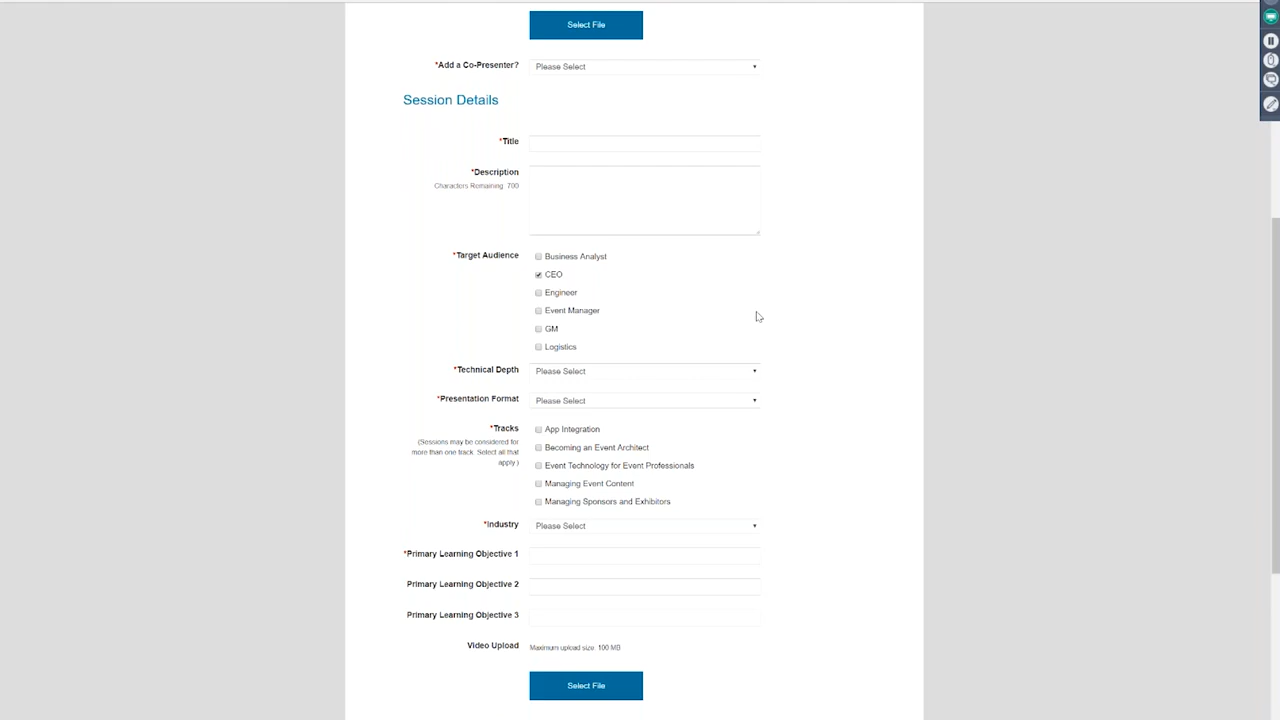 Select File
*Add a Co-Presenter? Please Select
Session Details
*Title
*Description
Characters Remaining 700
*Target Audience
Business Analyst
CEO
Engineer
Event Manager
GM
Logistics
*Technical Depth Please Select
*Presentation Format Please Select
*Tracks
(Sessions may be considered for
more than one track. Select all that
apply)
App Integration
Becoming an Event Architect
Event Technology for Event Professionals
Managing Event Content
Managing Sponsors and Exhibitors
*Industry Please Select
*Primary Learning Objective 1
Primary Learning Objective 2
Primary Learning Objective 3
Video Upload Maximum upload size 100 MB
Select File